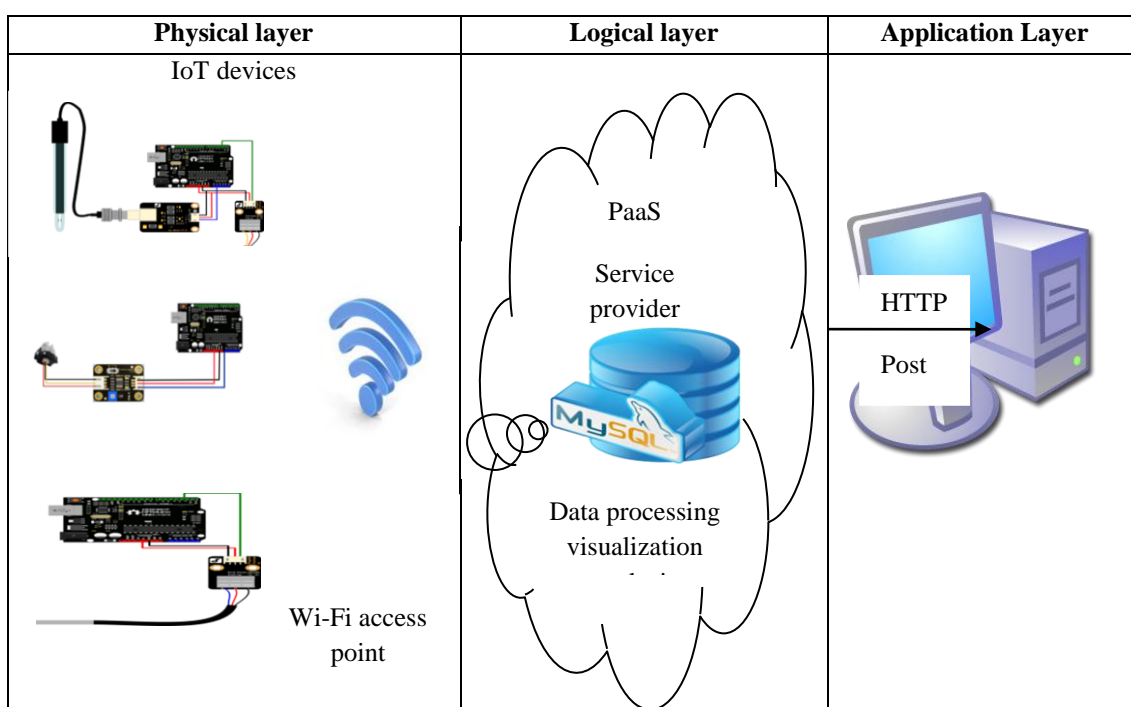 Physical layer
Logical layer
Application Layer
IoT devices
PaaS
Service
provider
MySQL
Data processing
visualization
HTTP
Post
Wi-Fi access
point